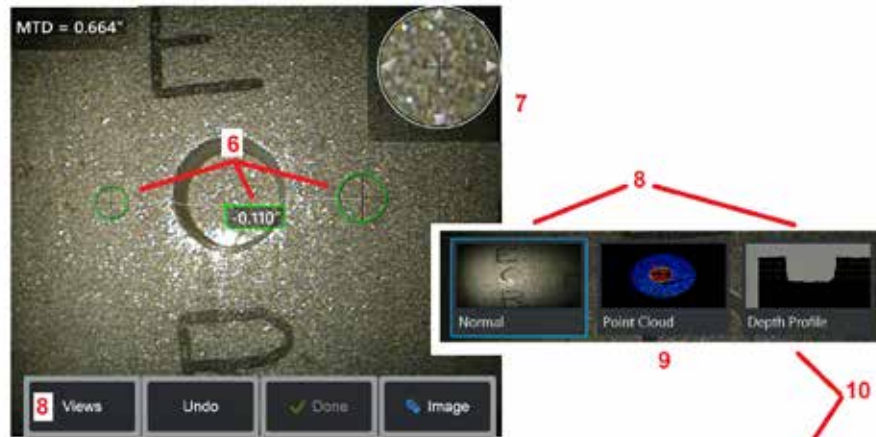 MTD = 0.664"
E
6
7
-0.110"
8
E
C
Normal
Point Cloud
Depth Profile
9
10
D
8
Views
Undo
Done
Image